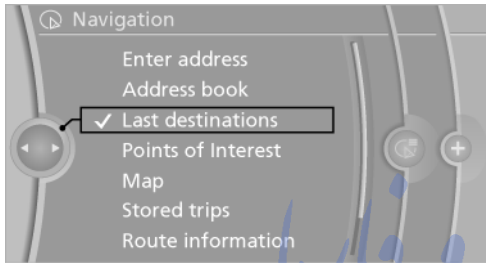 Navigation
Enter address
Address book
✓ Last destinations
Points of Interest
Map
Stored trips
Route information